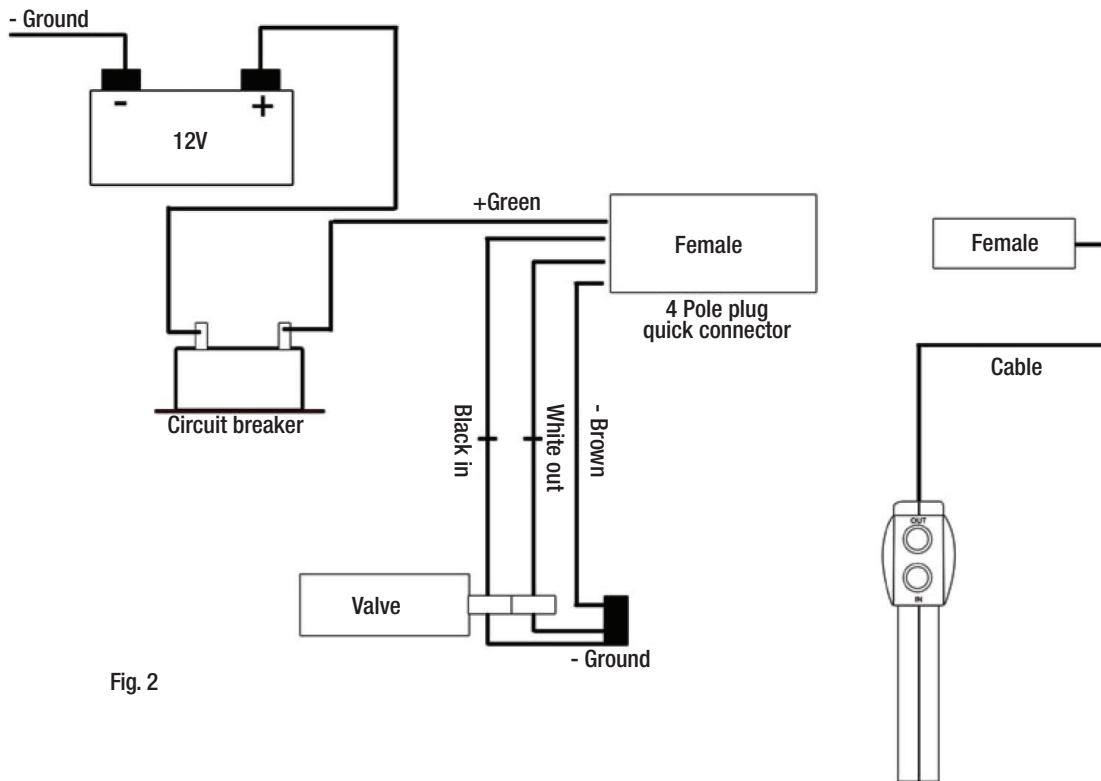 - Ground
-
+
12V
+Green
Female
4 Pole plug
quick connector
Female
Cable
Circuit breaker
Black in
White out
- Brown
OUT
IN
Valve
- Ground
Fig. 2